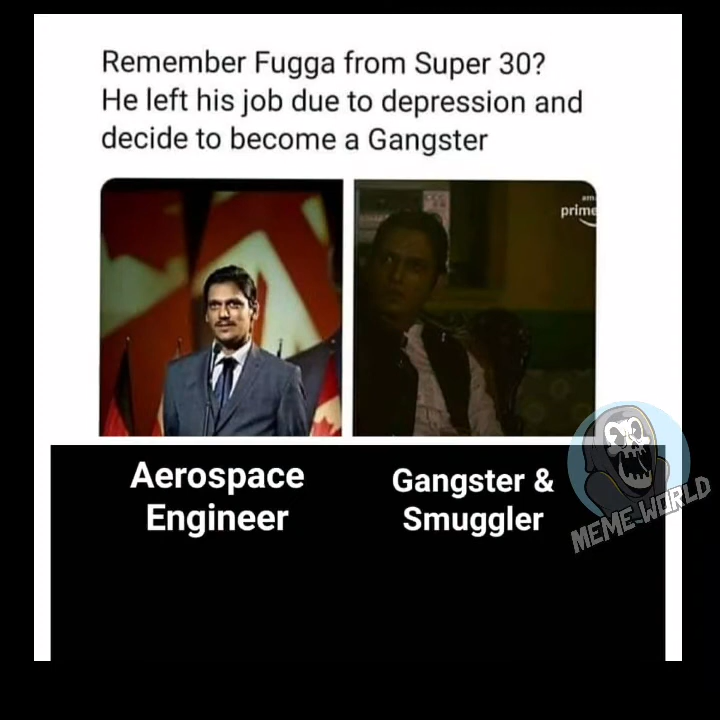 Remember Fugga from Super 30?
He left his job due to depression and
decide to become a Gangster
prime
Aerospace
Engineer
Gangster &
Smuggler
MEME-WORLD